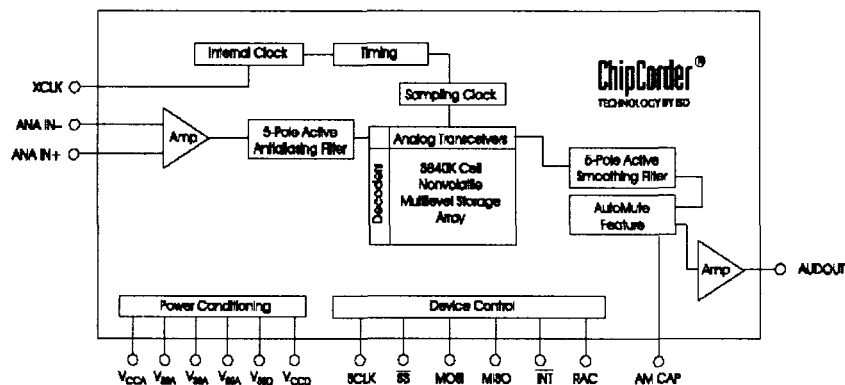 Internal Clock
Timing
ChipCorder®
TECHNOLOGY BY ISD
XCLK
Sampling Clock
ANA IN–
Amp
5-Pole Active
Antialiasing Filter
Analog Transceivers
ANA IN+
Decoders
3840K Cell
Nonvolatile
Multilevel Storage
Array
5-Pole Active
Smoothing Filter
AutoMute
Feature
Amp
AUDOUT
Power Conditioning
Device Control
VCCA VSSA VSSA VSSA VSSD VCCD SCLK SS MOSI MISO INT RAC AM CAP